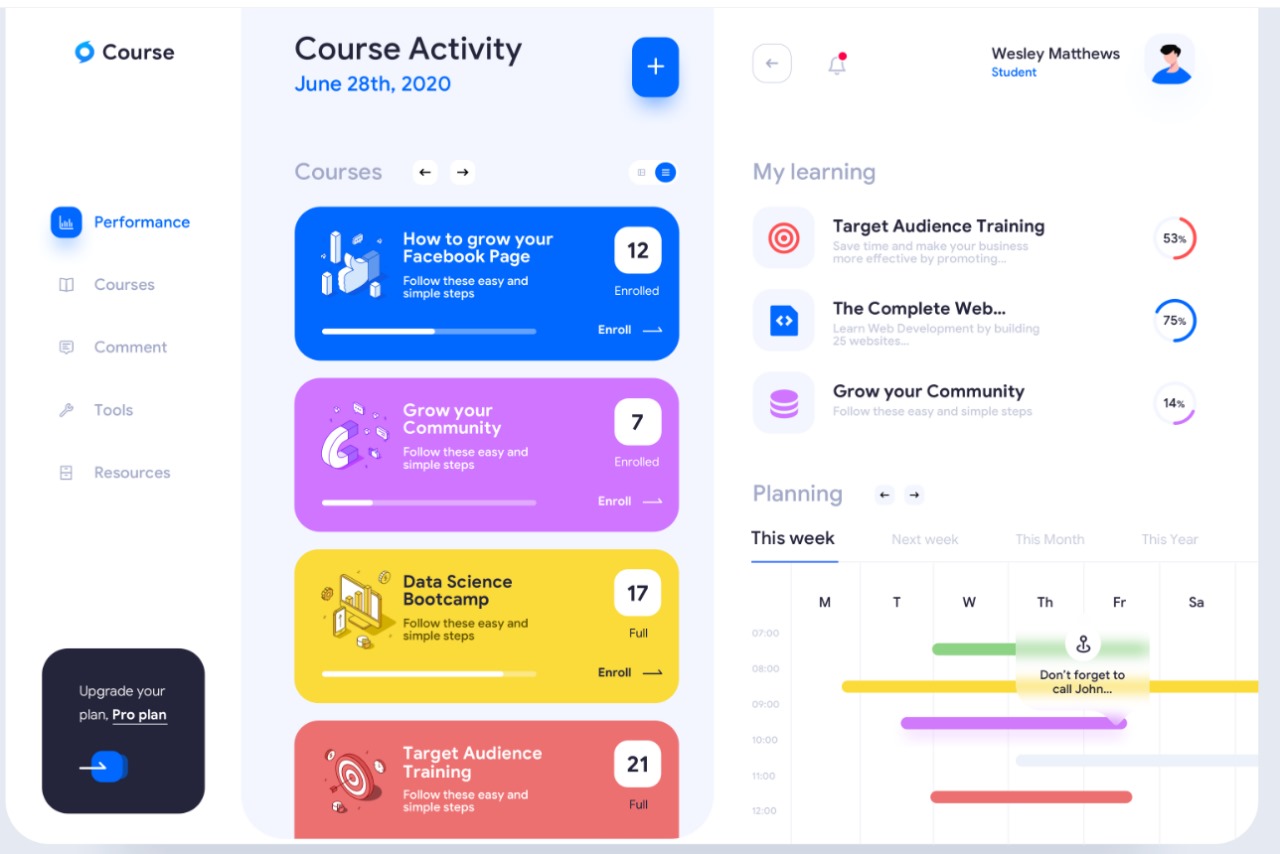 Course
Performance
Courses
Comment
Tools
Resources
Upgrade your
plan, Pro plan
Course Activity
June 28th, 2020
+
Courses
How to grow your
Facebook Page
Follow these easy and
simple steps
12
Enrolled
Enroll
Grow your
Community
Follow these easy and
simple steps
7
Enrolled
Enroll
Data Science
Bootcamp
Follow these easy and
simple steps
17
Full
Enroll
Target Audience
Training
Follow these easy and
simple steps
21
Full
Wesley Matthews
Student
My learning
Target Audience Training
Save time and make your business
more effective by promoting...
53%
The Complete Web...
Learn Web Development by building
25 websites...
75%
Grow your Community
Follow these easy and simple steps
14%
Planning
This week Next week This Month This Year
M T W Th Fr Sa
07:00
08:00
Don't forget to
call John...
09:00
10:00
11:00
12:00